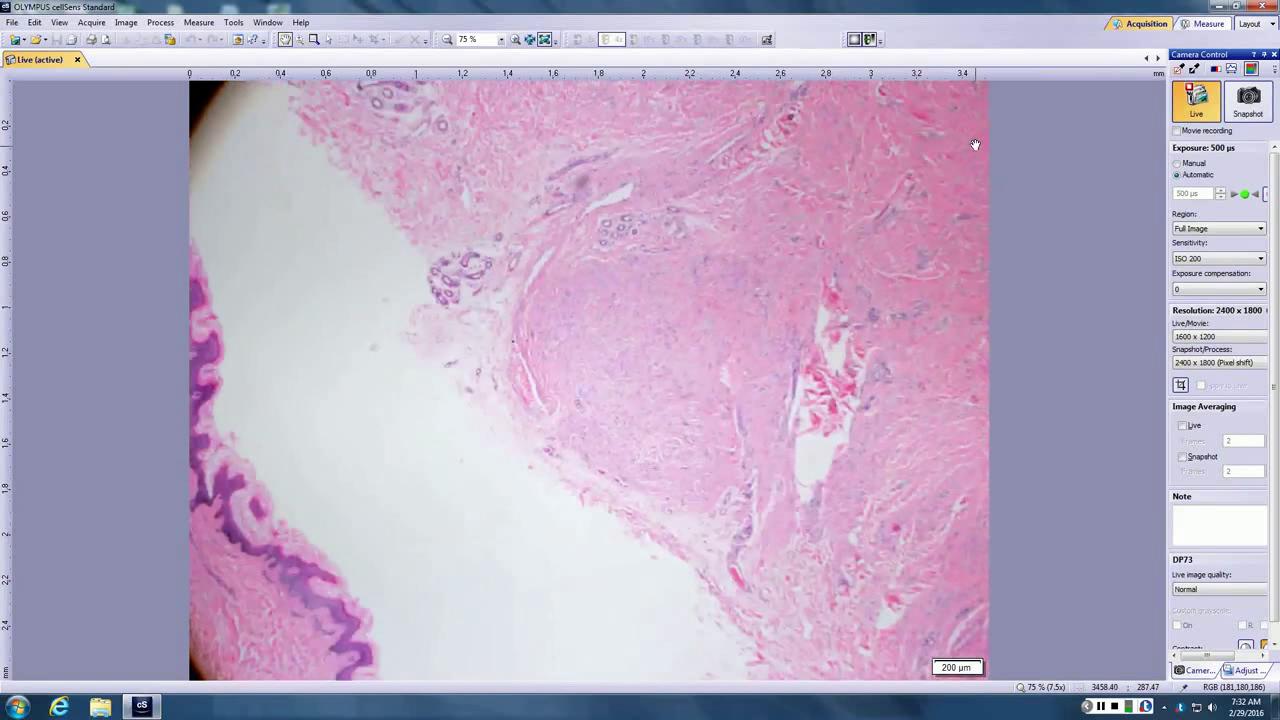 OLYMPUS cellSens Standard
File Edit View Acquire Image Process Measure Tools Window Help
Acquisition Measure Layout
75 %
Live (active)
Camera Control
0 0,2 0,4 0,6 0,8 1 1,2 1,4 1,6 1,8 2 2,2 2,4 2,6 2,8 3 3,2 3,4 mm
0,2
0,4
0,6
0,8
1
1,2
1,4
1,6
1,8
2
2,2
2,4
200 µm
Live Snapshot
Movie recording
Exposure: 500 µs
Manual
Automatic
500 µs
Region:
Full Image
Sensitivity:
ISO 200
Exposure compensation:
0
Resolution: 2400 x 1800
Live/Movie:
1600 x 1200
Snapshot/Process:
2400 x 1800 (Pixel shift)
Image Averaging
Live
Frames 2
Snapshot
Frames 2
Note
DP73
Live image quality:
Normal
Custom grayscale:
On R
Camer... Adjust ...
75 % (7.5x) 3458.40 : 287.47 RGB (181,180,186)
cS
7:32 AM
2/29/2016